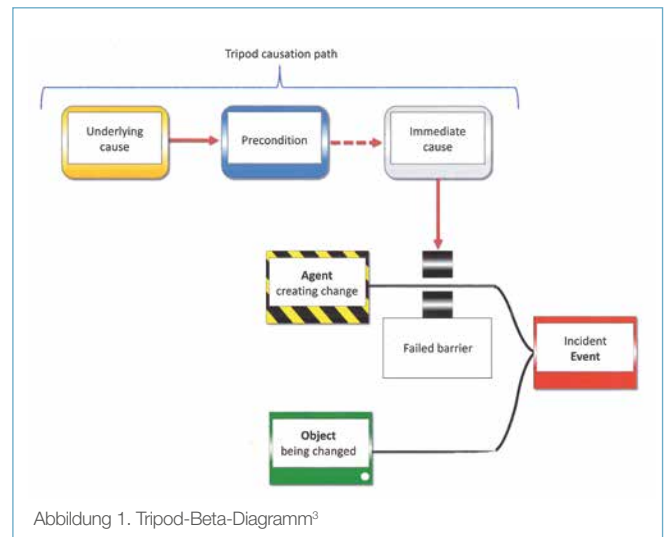 Tripod causation path
Underlying
cause
Precondition
Immediate
cause
Agent
creating change
Failed barrier
Incident
Event
Object
being changed
Abbildung 1. Tripod-Beta-Diagramm³